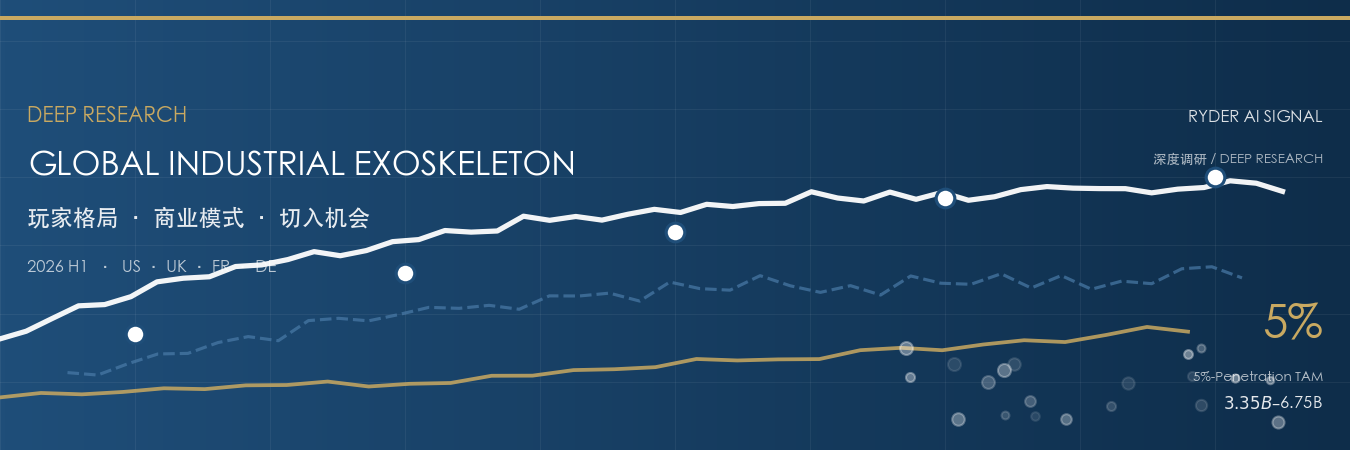 DEEP RESEARCH
GLOBAL INDUSTRIAL EXOSKELETON
玩家格局 · 商业模式 · 切入机会
2026 H1 · US · UK · FR · DE
RYDER AI SIGNAL
深度调研 / DEEP RESEARCH
5%
5%-Penetration TAM
3.35B–6.75B